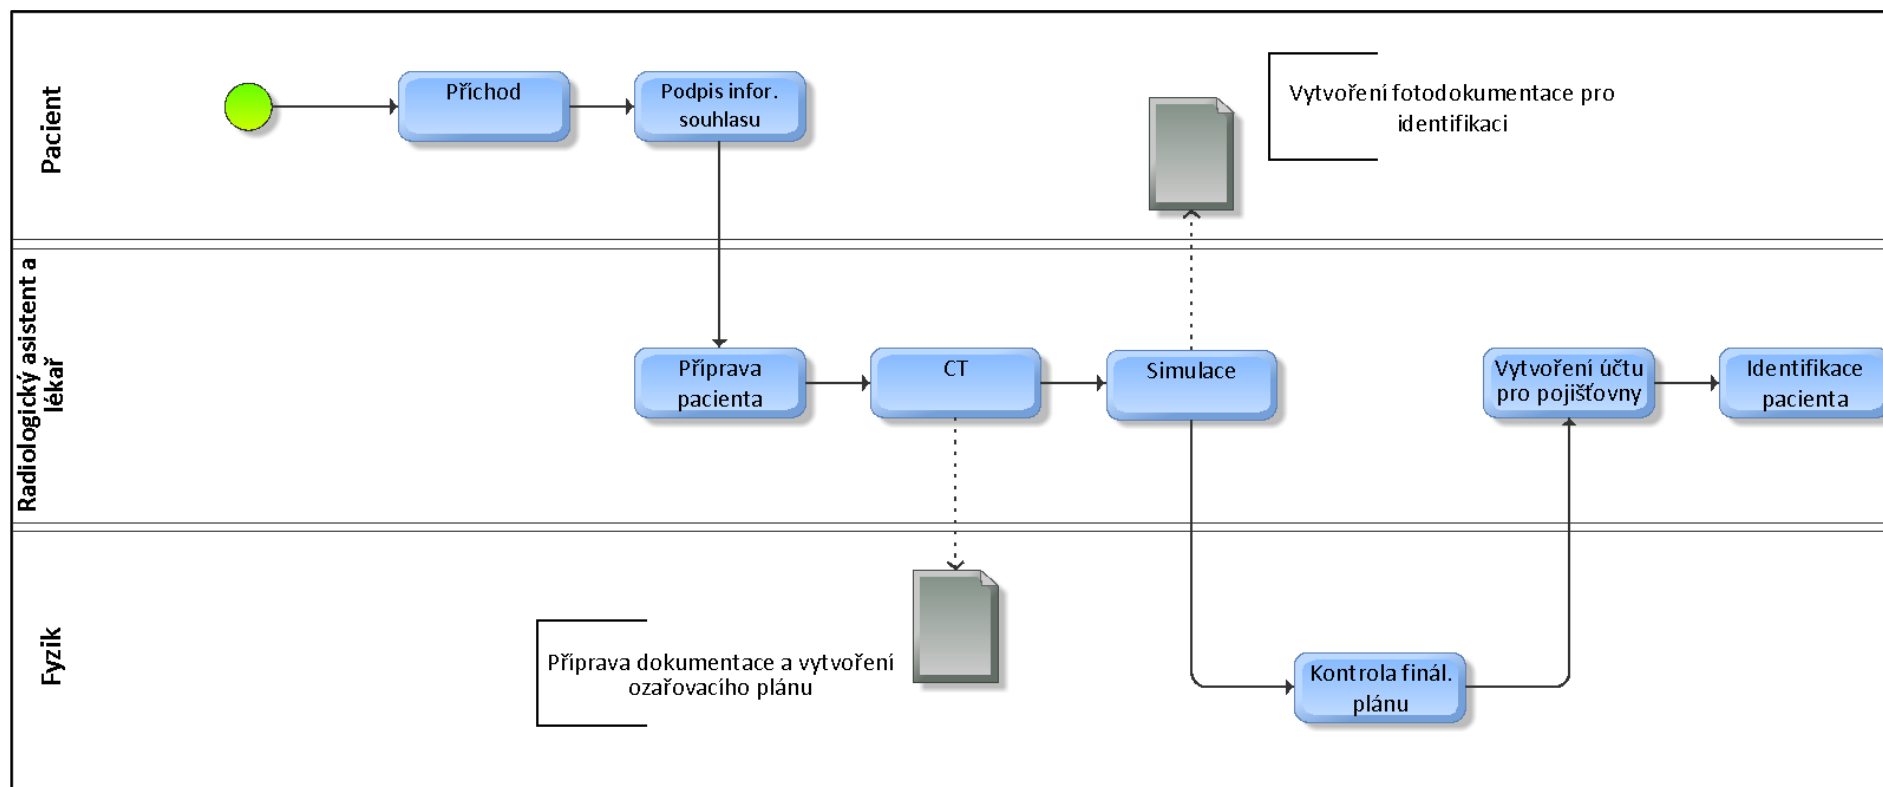 Pacient
Příchod
Podpis infor.
souhlasu
Vytvoření fotodokumentace pro
identifikaci
Radiologický asistent a
lékař
Příprava
pacienta
CT
Simulace
Vytvoření účtu
pro pojišťovny
Identifikace
pacienta
Fyzik
Příprava dokumentace a vytvoření
ozařovacího plánu
Kontrola finál.
plánu